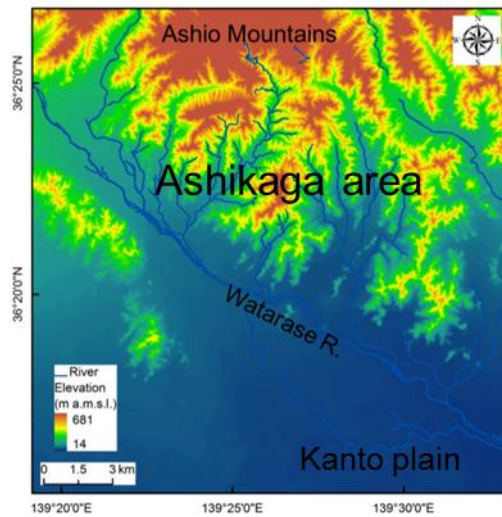 Ashio Mountains
N
W E
S
36°25'0"N
Ashikaga area
36°20'0"N
Watarase R.
River
Elevation
(m a.m.s.l.)
681
14
0 1.5 3 km
Kanto plain
139°20'0"E 139°25'0"E 139°30'0"E